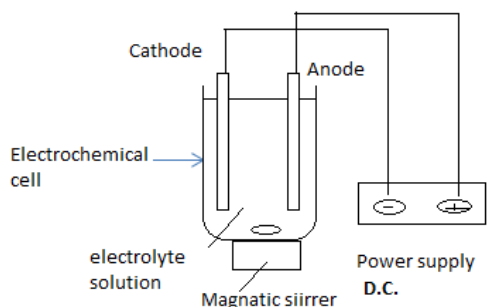 Cathode
Anode
Electrochemical
cell
-
+
electrolyte
solution
Power supply
D.C.
Magnatic siirrer